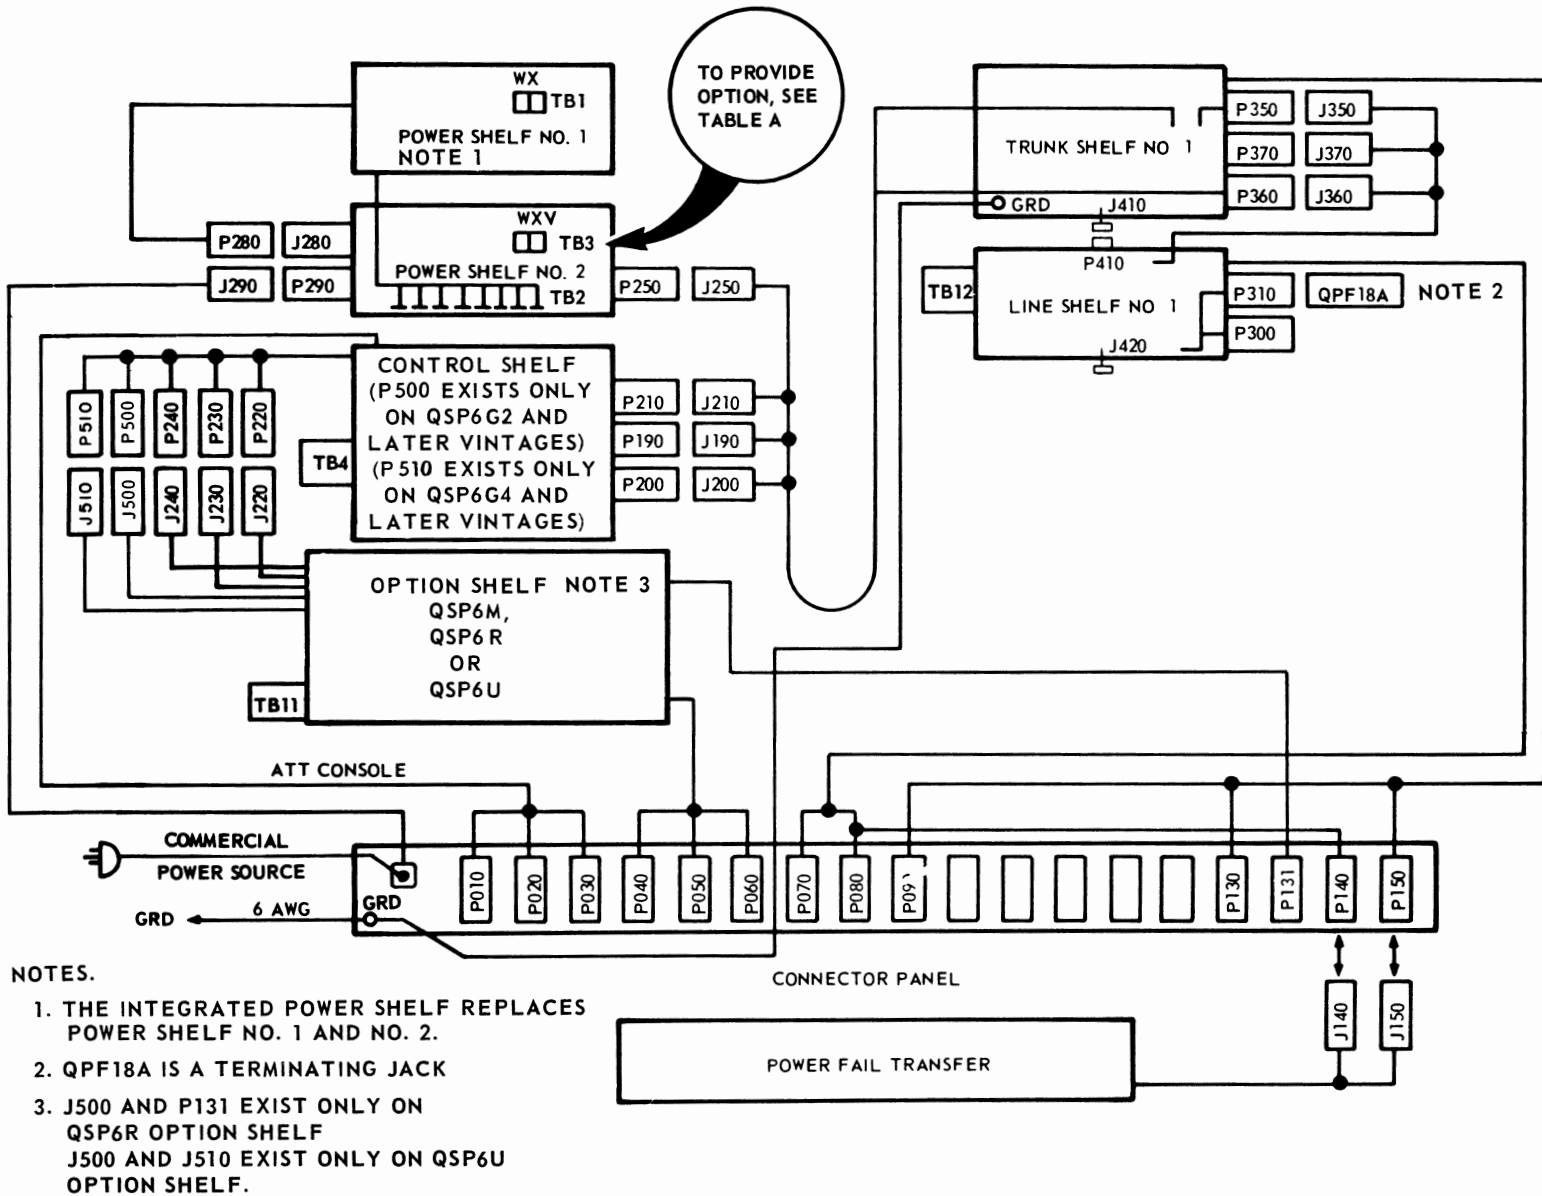 WX
TB1
POWER SHELF NO. 1
NOTE 1
TO PROVIDE
OPTION, SEE
TABLE A
P280
J280
J290
P290
WXV
TB3
POWER SHELF NO. 2
TB2
P250
J250
TRUNK SHELF NO 1
GRD
J410
P350
J350
P370
J370
P360
J360
P410
TB12
LINE SHELF NO 1
J420
P310
QPF18A
NOTE 2
P300
P510
P500
P240
P230
P220
J510
J500
J240
J230
J220
TB4
CONTROL SHELF
(P500 EXISTS ONLY
ON QSP6G2 AND
LATER VINTAGES)
(P510 EXISTS ONLY
ON QSP6G4 AND
LATER VINTAGES)
P210
J210
P190
J190
P200
J200
OPTION SHELF NOTE 3
QSP6M,
QSP6R
OR
QSP6U
TB11
ATT CONSOLE
COMMERCIAL
POWER SOURCE
GRD
6 AWG
GRD
P010
P020
P030
P040
P050
P060
P070
P080
P09
P130
P131
P140
P150
CONNECTOR PANEL
J140
J150
POWER FAIL TRANSFER
NOTES.
1. THE INTEGRATED POWER SHELF REPLACES
POWER SHELF NO. 1 AND NO. 2.
2. QPF18A IS A TERMINATING JACK
3. J500 AND P131 EXIST ONLY ON
QSP6R OPTION SHELF
J500 AND J510 EXIST ONLY ON QSP6U
OPTION SHELF.